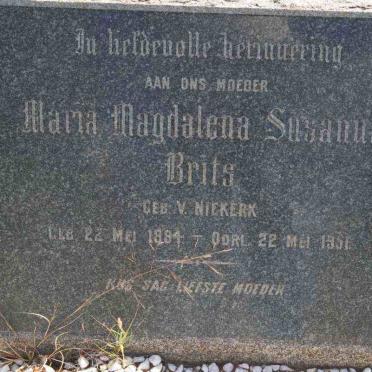 In liefdevolle herinnering
AAN ONS MOEDER
Maria Magdalena Susanna
Brits
GEB V. NIEKERK
GEB. 22 MEI 1884 – OORL. 22 MEI 1951
RUS SAG LIEFSTE MOEDER